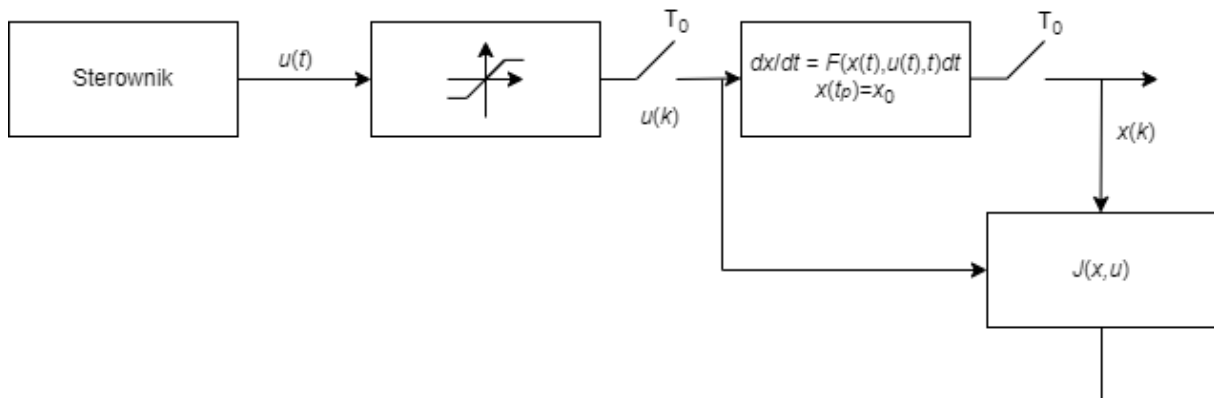 Sterownik
u(t)
T₀
u(k)
dx/dt = F(x(t),u(t),t)dt
x(tₚ)=x₀
T₀
x(k)
J(x,u)